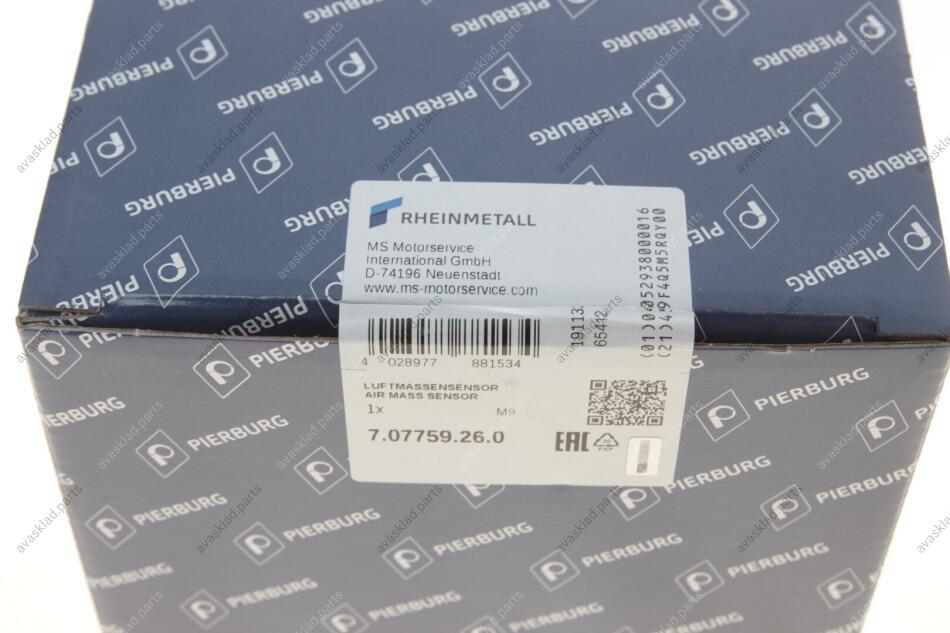 RHEINMETALL
MS Motorservice
International GmbH
D-74196 Neuenstadt
www.ms-motorservice.com
4 028977 881534
LUFTMASSENSENSOR
AIR MASS SENSOR
1x
M9
7.07759.26.0
EAC
PAP
PIERBURG
avasklad.parts